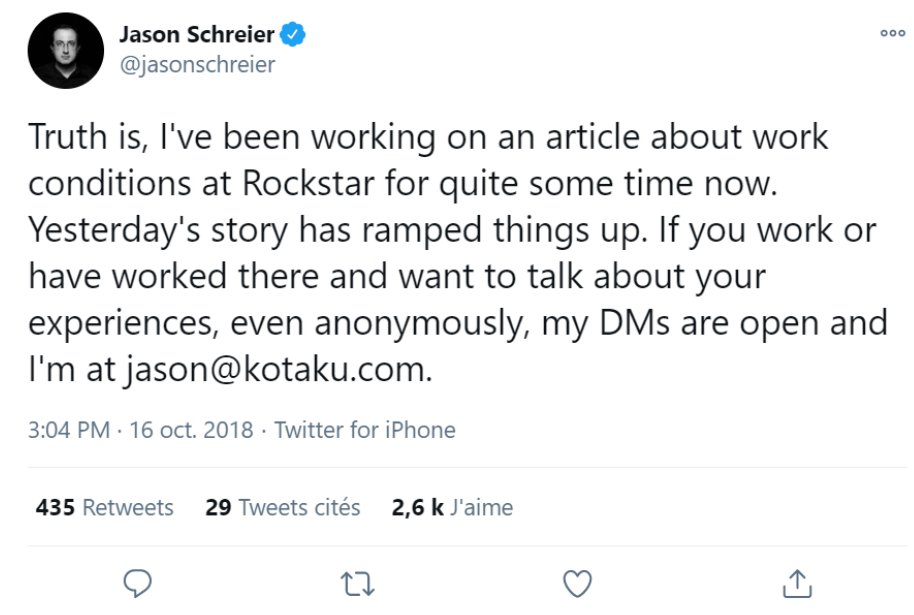 Jason Schreier
@jasonschreier
Truth is, I've been working on an article about work
conditions at Rockstar for quite some time now.
Yesterday's story has ramped things up. If you work or
have worked there and want to talk about your
experiences, even anonymously, my DMs are open and
I'm at jason@kotaku.com.
3:04 PM · 16 oct. 2018 · Twitter for iPhone
435 Retweets 29 Tweets cités 2,6 k J'aime